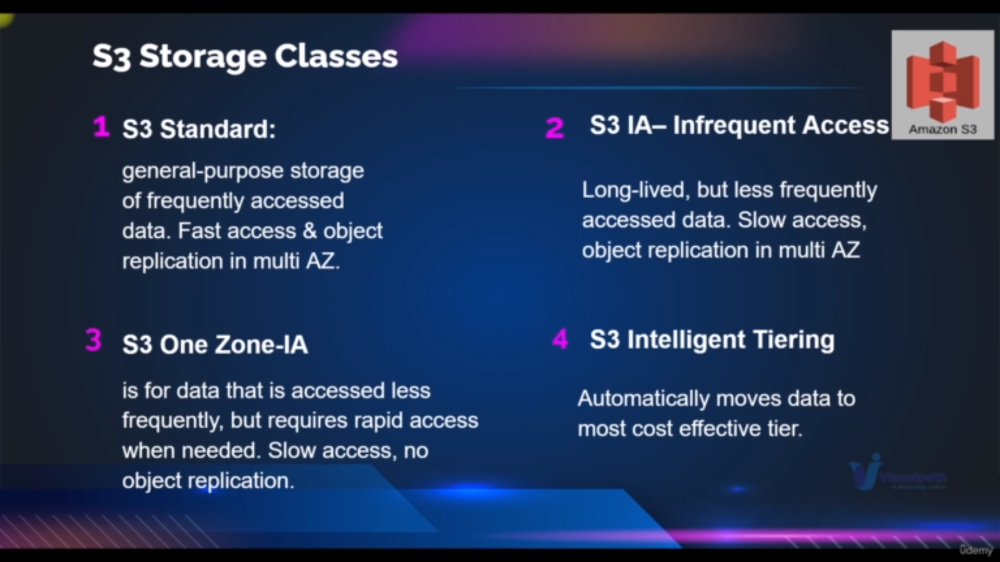 S3 Storage Classes
1 S3 Standard:
general-purpose storage
of frequently accessed
data. Fast access & object
replication in multi AZ.
2 S3 IA– Infrequent Access
Long-lived, but less frequently
accessed data. Slow access,
object replication in multi AZ
3 S3 One Zone-IA
is for data that is accessed less
frequently, but requires rapid access
when needed. Slow access, no
object replication.
4 S3 Intelligent Tiering
Automatically moves data to
most cost effective tier.
Amazon S3
Visualpath
A technology school
ûdemy